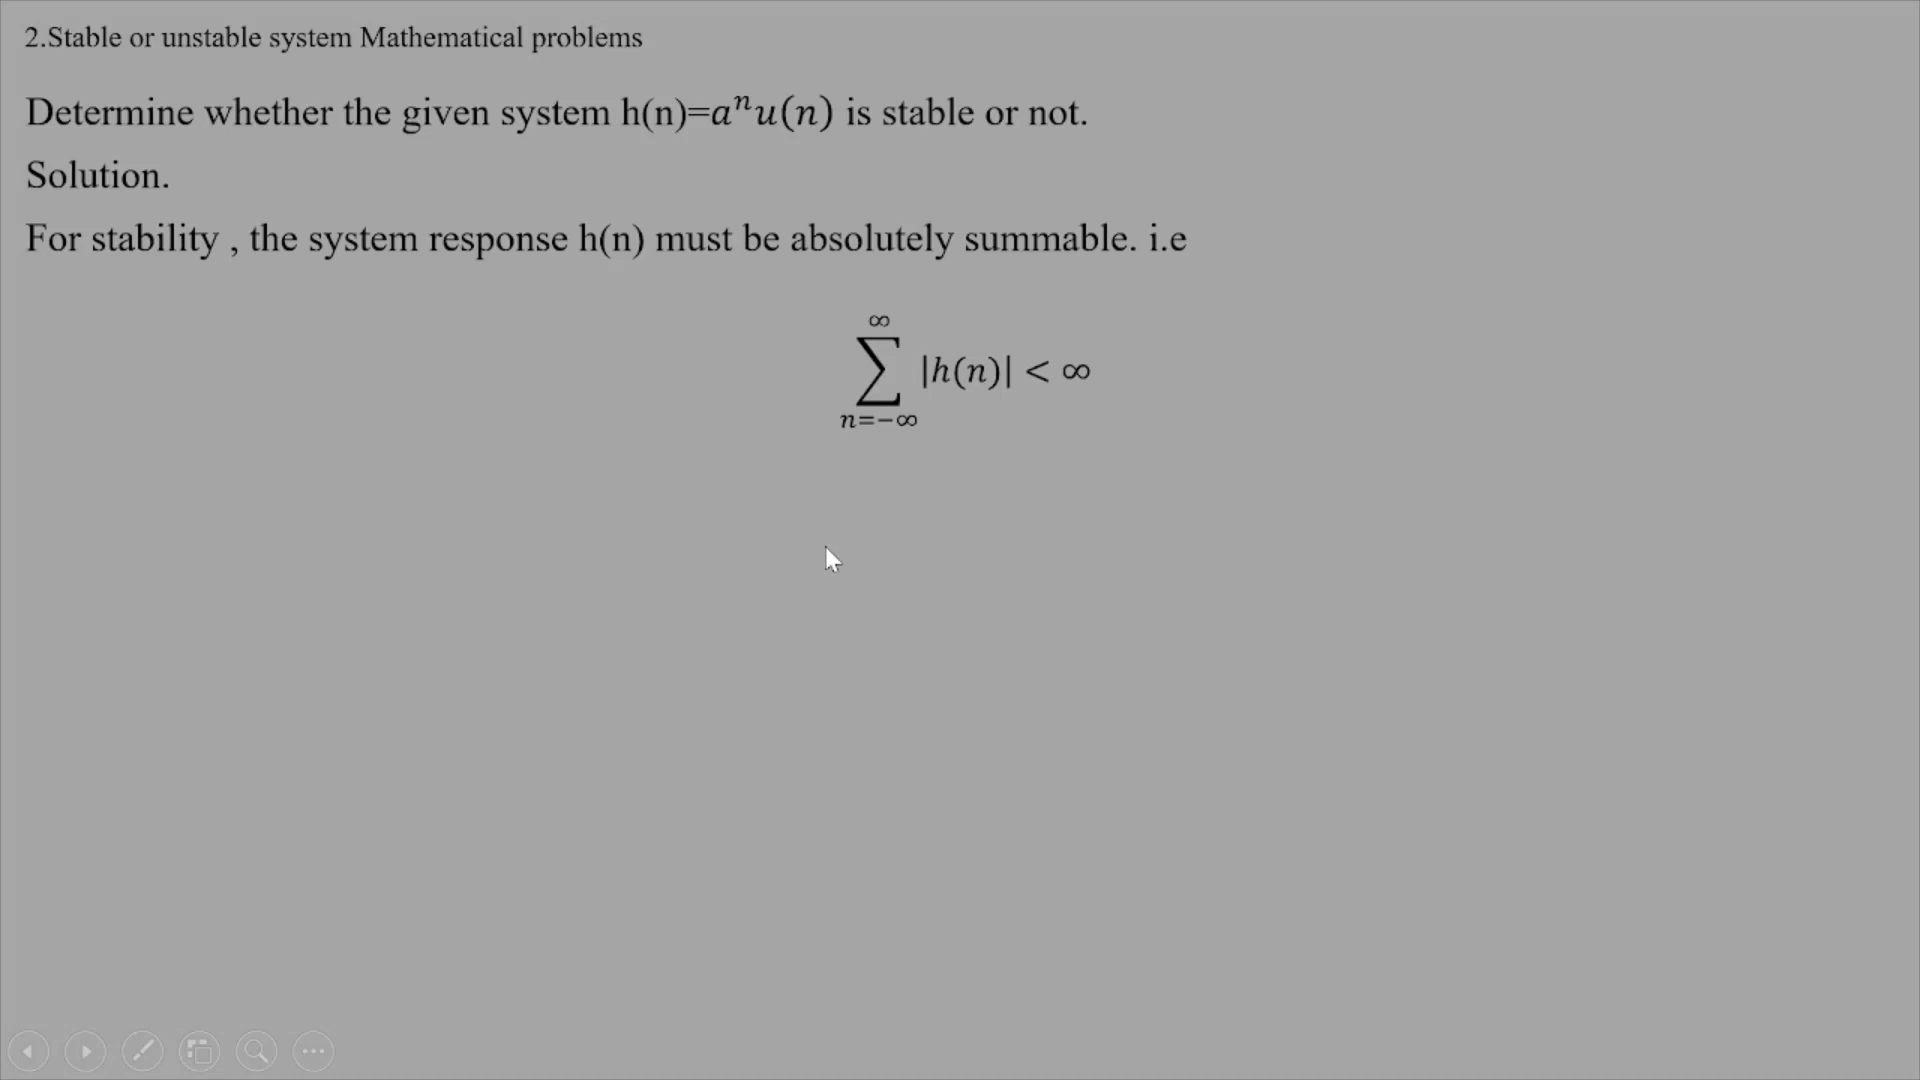 2.Stable or unstable system Mathematical problems
Determine whether the given system h(n)=aⁿu(n) is stable or not.
Solution.
For stability , the system response h(n) must be absolutely summable. i.e
∞
∑ |h(n)| < ∞
n=−∞